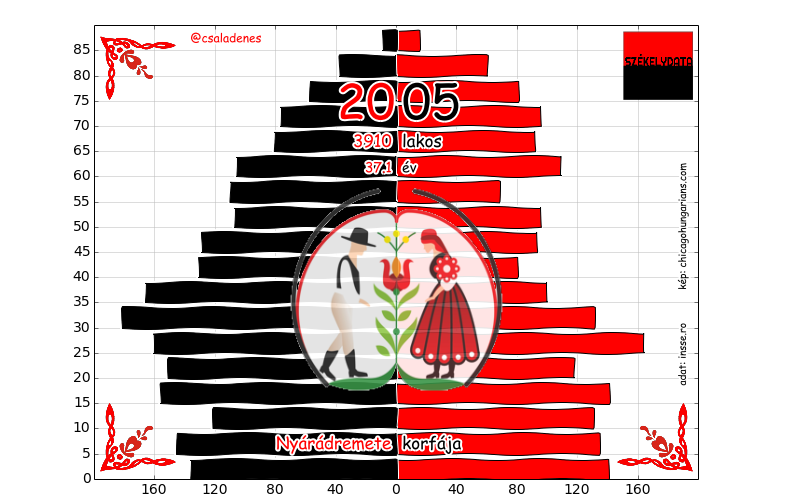 @csaladenes
SZÉKELYDATA
2005
3910 lakos
37.1 év
kép: chicagohungarians.com
adat: insse.ro
Nyárádremete korfája
85
80
75
70
65
60
55
50
45
40
35
30
25
20
15
10
5
0
160 120 80 40 0 40 80 120 160